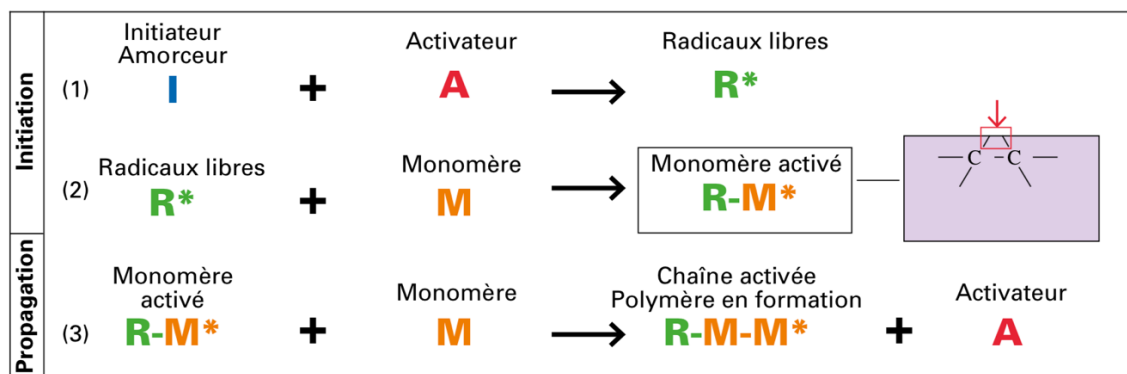 Initiation
Initiateur
Amorceur
Activateur
Radicaux libres
(1) I + A R*
Radicaux libres
Monomère
Monomère activé
(2) R* + M R-M*
C - C
Propagation
Monomère
activé
Monomère
Chaîne activée
Polymère en formation
Activateur
(3) R-M* + M R-M-M* + A